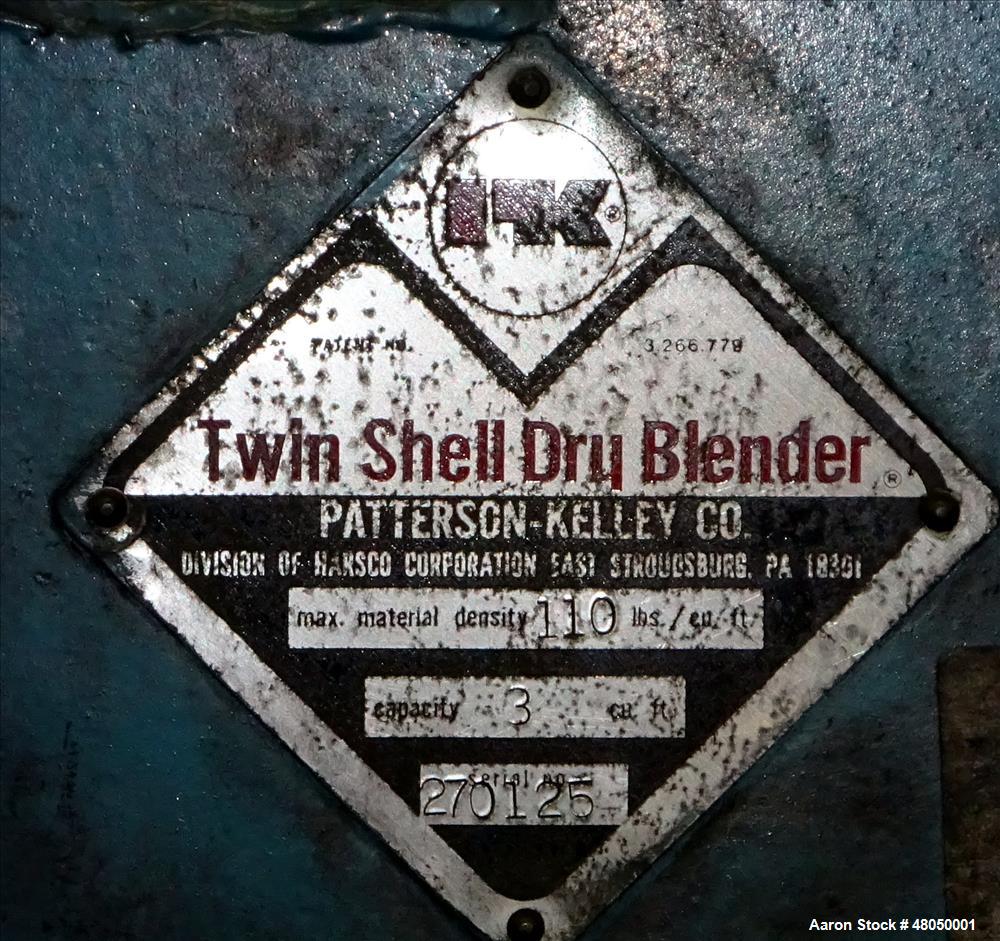 PK®
PATENT NO. 3,266,779
Twin Shell Dry Blender ®
PATTERSON-KELLEY CO.
DIVISION OF HARSCO CORPORATION EAST STROUDSBURG, PA 18301
max. material density 110 lbs./cu. ft.
capacity 3 cu ft.
serial no.
270125
Aaron Stock # 48050001